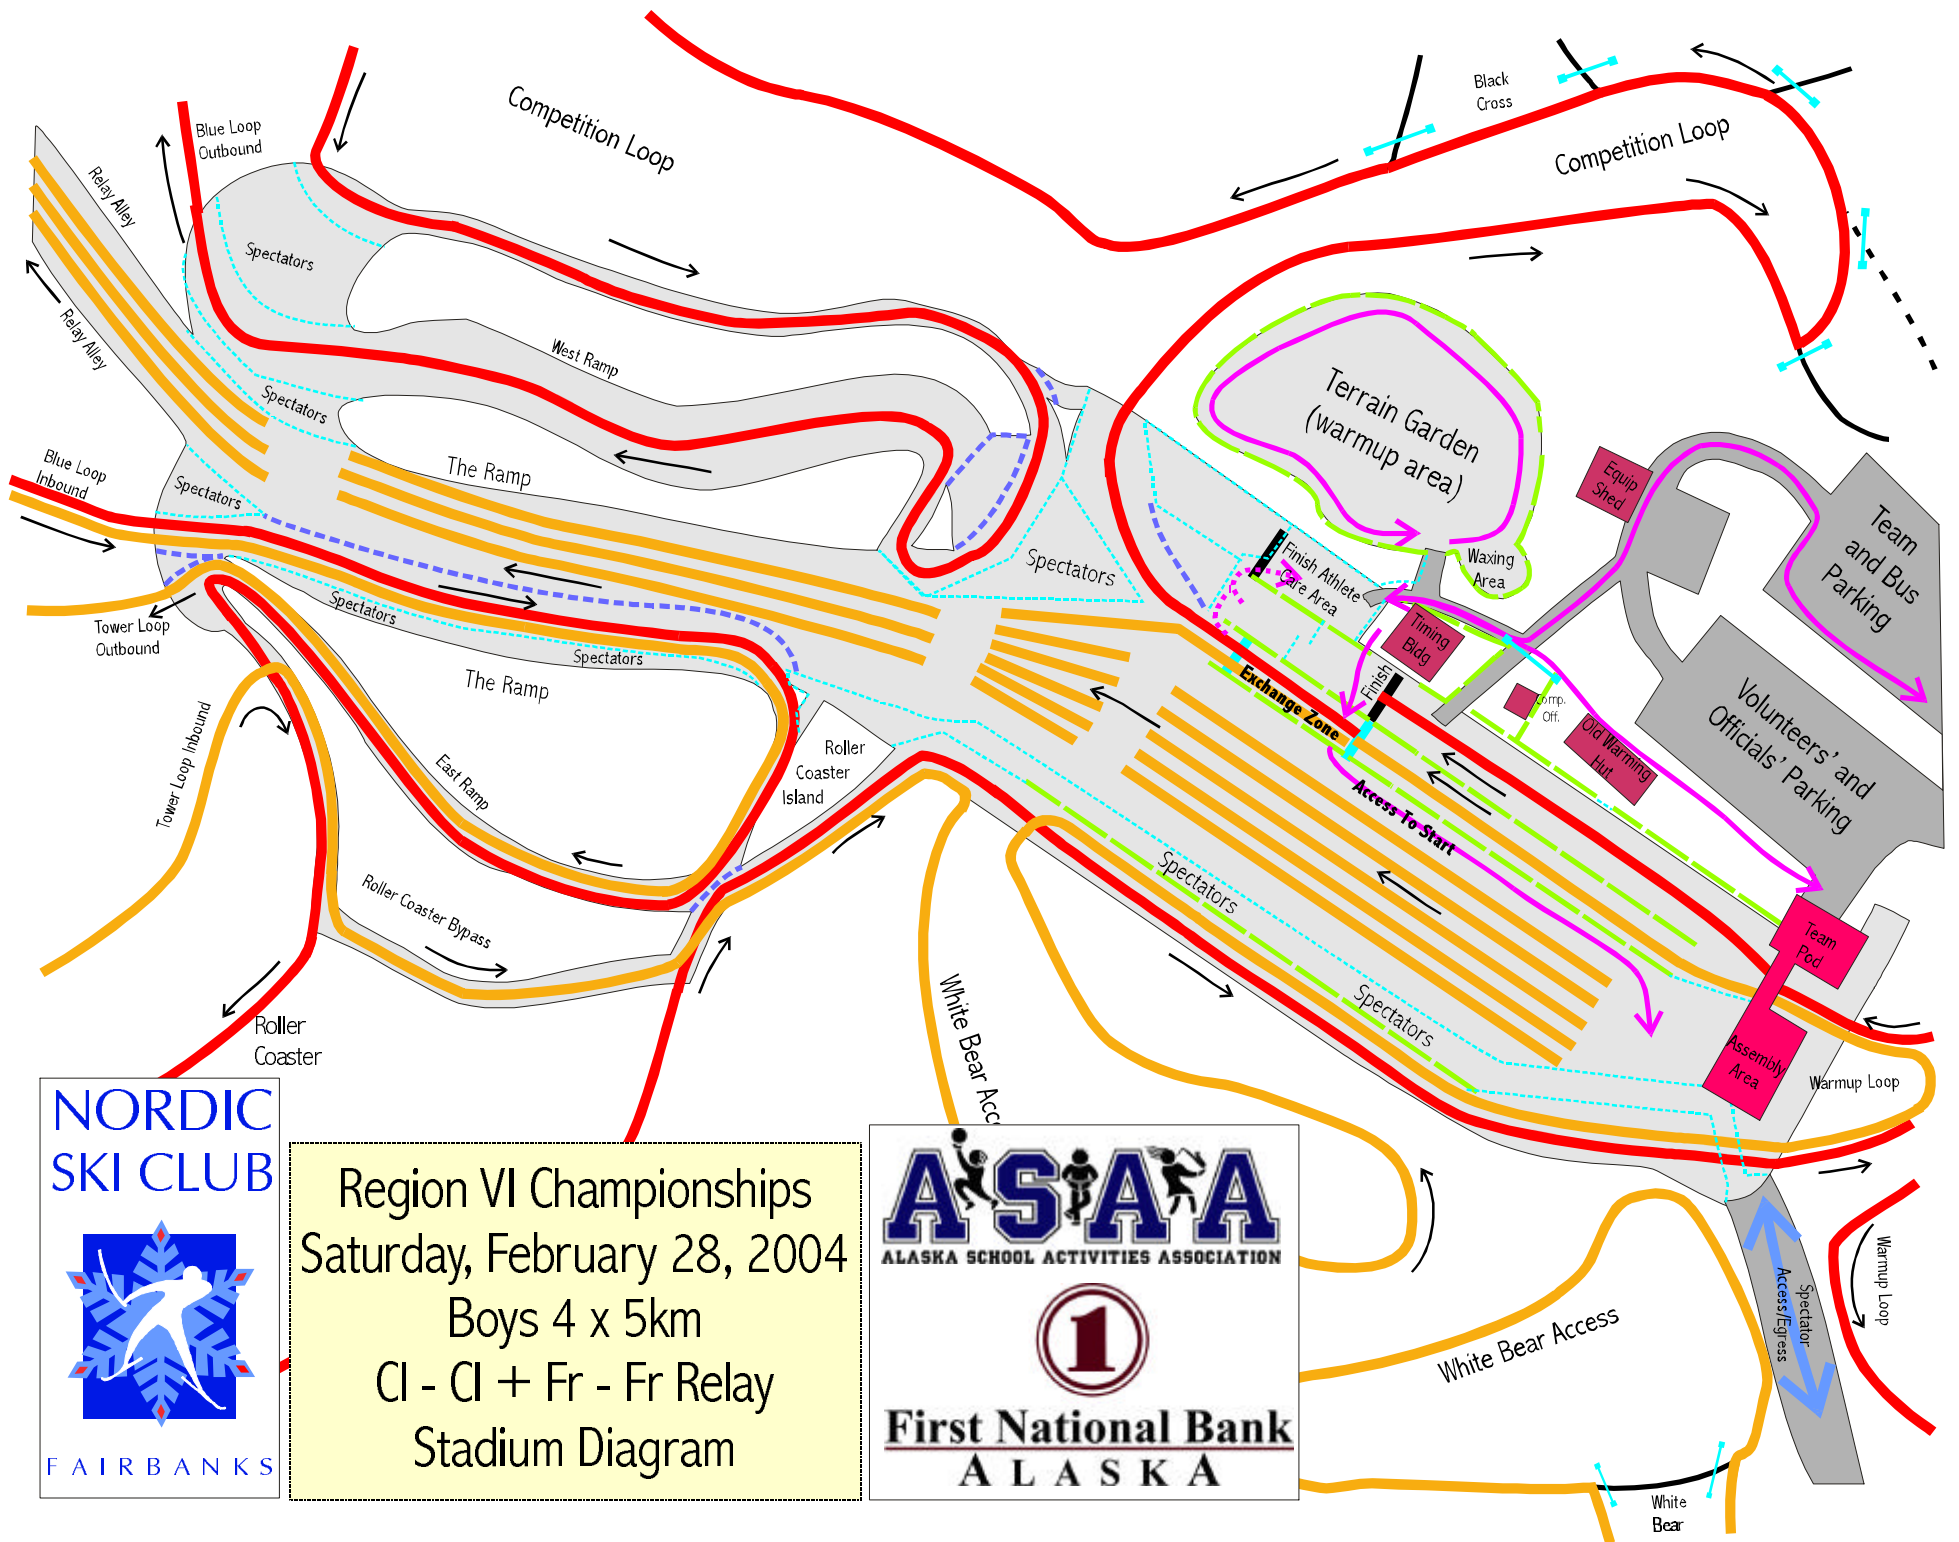 Competition Loop
Black
Cross
Competition Loop
Blue Loop
Outbound
Relay Alley
Spectators
Relay Alley
West Ramp
Spectators
Terrain Garden
(warmup area)
Equip
Shed
Team
and Bus
Parking
Blue Loop
Inbound
Spectators
The Ramp
Spectators
Finish Athlete
Care Area
Waxing
Area
Tower Loop
Outbound
Spectators
Spectators
The Ramp
Timing
Bldg
Finish
Exchange Zone
Comp.
Off.
Old Warming
Hut
Volunteers' and
Officials' Parking
Tower Loop Inbound
East Ramp
Roller
Coaster
Island
Access To Start
Spectators
Roller Coaster Bypass
Team
Pod
White Bear Acc
Spectators
Roller
Coaster
Assembly
Area
Warmup Loop
NORDIC
SKI CLUB
FAIRBANKS
Region VI Championships
Saturday, February 28, 2004
Boys 4 x 5km
Cl - Cl + Fr - Fr Relay
Stadium Diagram
ASAA
ALASKA SCHOOL ACTIVITIES ASSOCIATION
1
First National Bank
ALASKA
White Bear Access
Spectator
Access/Egress
Warmup Loop
White
Bear